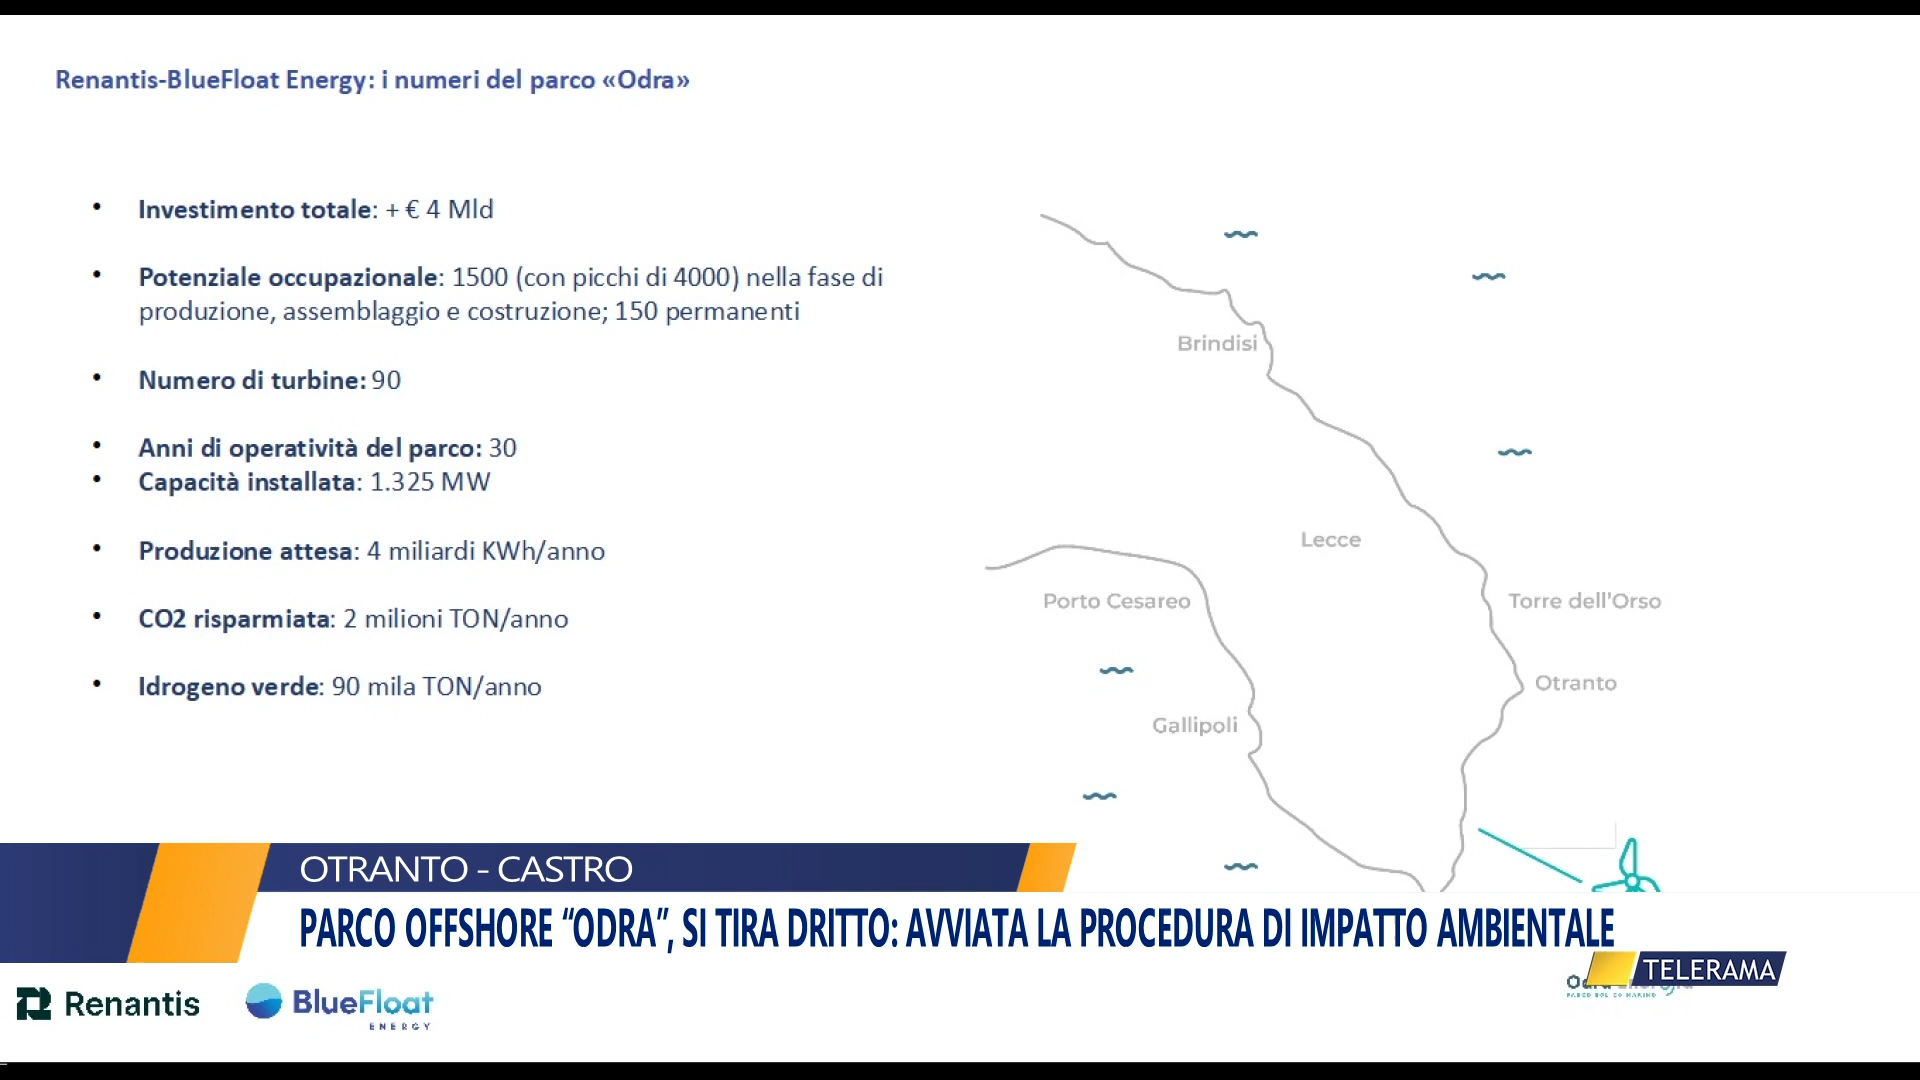 Renantis-BlueFloat Energy: i numeri del parco «Odra»
• Investimento totale: + € 4 Mld
• Potenziale occupazionale: 1500 (con picchi di 4000) nella fase di
produzione, assemblaggio e costruzione; 150 permanenti
• Numero di turbine: 90
• Anni di operatività del parco: 30
• Capacità installata: 1.325 MW
• Produzione attesa: 4 miliardi KWh/anno
• CO2 risparmiata: 2 milioni TON/anno
• Idrogeno verde: 90 mila TON/anno
Brindisi
Lecce
Porto Cesareo
Torre dell'Orso
Otranto
Gallipoli
OTRANTO - CASTRO
PARCO OFFSHORE “ODRA”, SI TIRA DRITTO: AVVIATA LA PROCEDURA DI IMPATTO AMBIENTALE
TELERAMA
Renantis
BlueFloat
ENERGY